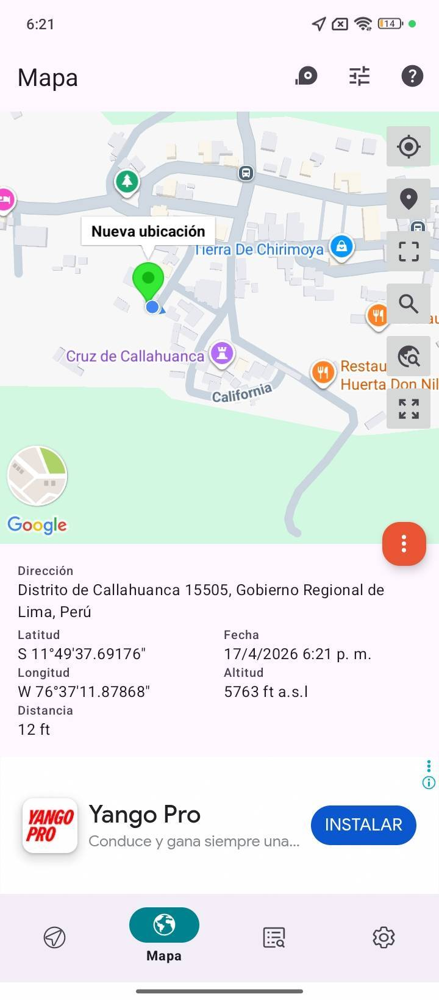 6:21
14
Mapa
Nueva ubicación
Tierra De Chirimoya
Cruz de Callahuanca
Restau
Huerta Don Nil
California
Google
Dirección
Distrito de Callahuanca 15505, Gobierno Regional de
Lima, Perú
Latitud
S 11°49'37.69176"
Fecha
17/4/2026 6:21 p. m.
Longitud
W 76°37'11.87868"
Altitud
5763 ft a.s.l
Distancia
12 ft
YANGO
PRO
Yango Pro
Conduce y gana siempre una...
INSTALAR
Mapa